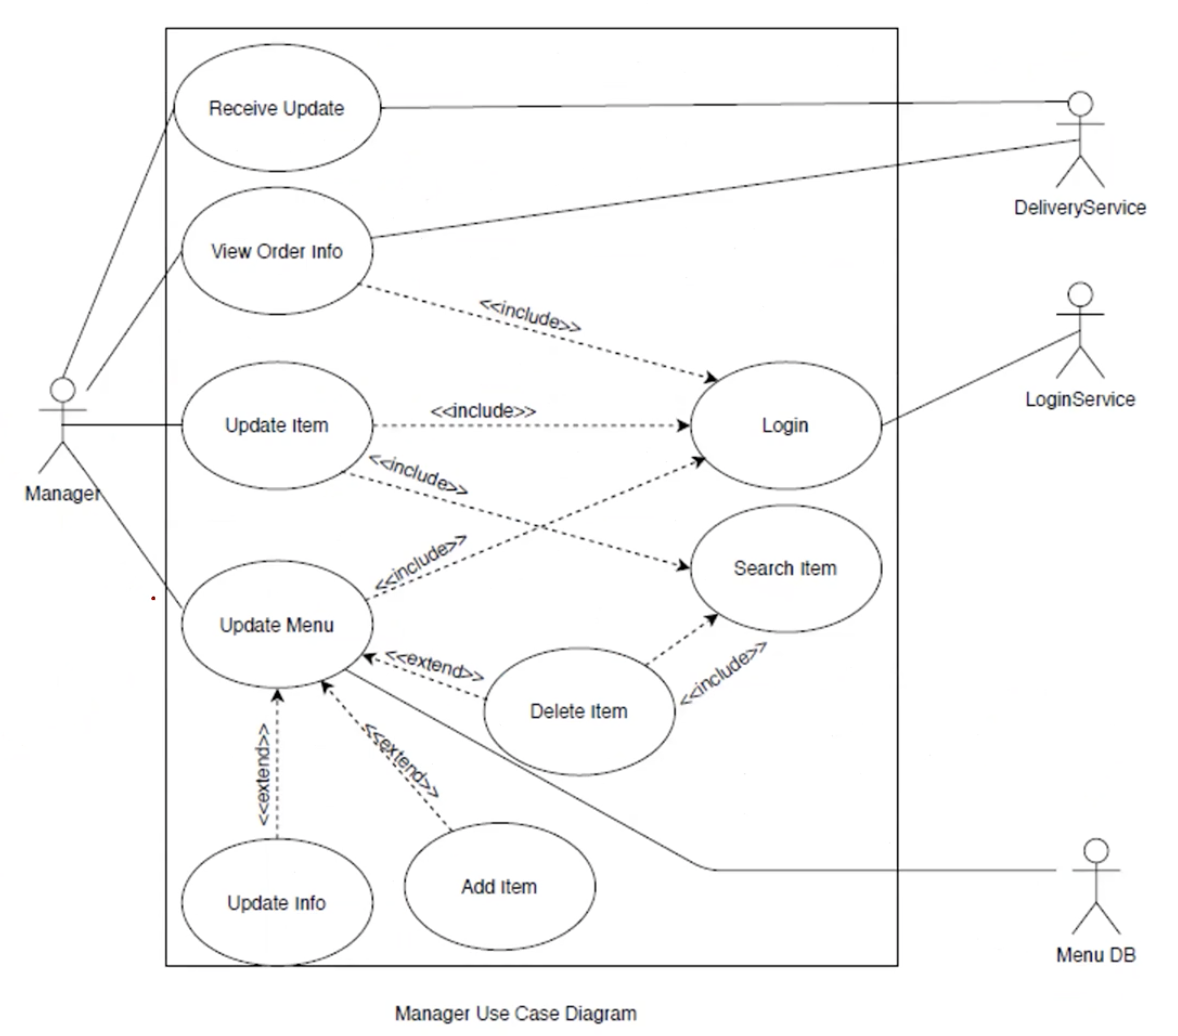 Receive Update
DeliveryService
View Order Info
<<include>>
LoginService
Manager
Update Item
<<include>>
Login
<<include>>
Search Item
<<include>>
Update Menu
<<extend>>
<<include>>
Delete Item
<<extend>>
<<extend>>
Update Info
Add Item
Menu DB
Manager Use Case Diagram